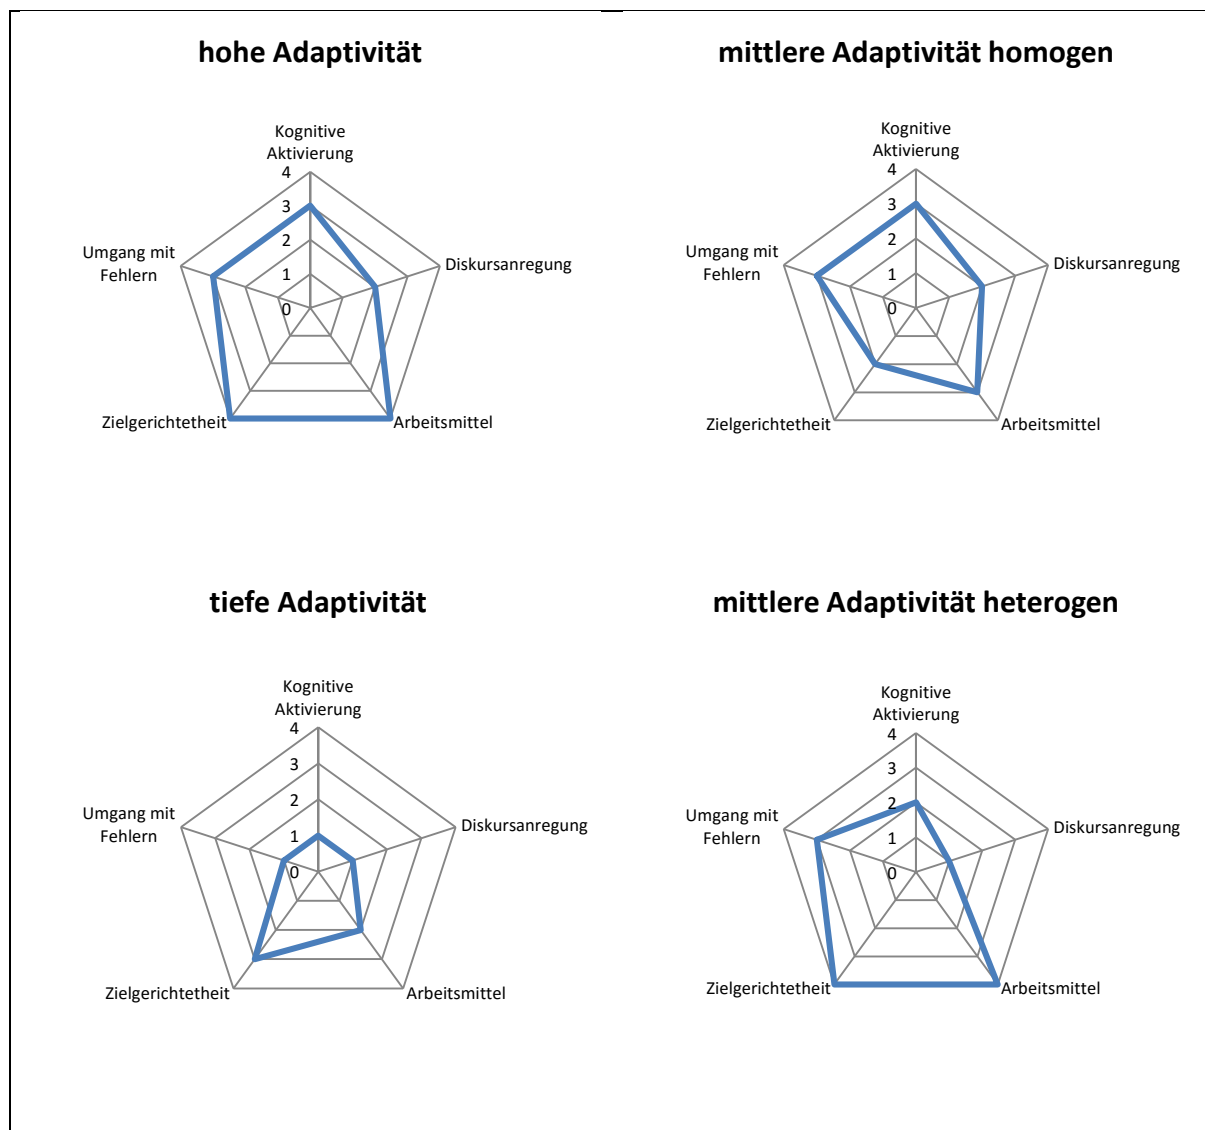 hohe Adaptivität
Kognitive
Aktivierung
4
3
2
1
0
Umgang mit
Fehlern
Diskursanregung
Zielgerichtetheit
Arbeitsmittel
mittlere Adaptivität homogen
Kognitive
Aktivierung
4
3
2
1
0
Umgang mit
Fehlern
Diskursanregung
Zielgerichtetheit
Arbeitsmittel
tiefe Adaptivität
Kognitive
Aktivierung
4
3
2
1
0
Umgang mit
Fehlern
Diskursanregung
Zielgerichtetheit
Arbeitsmittel
mittlere Adaptivität heterogen
Kognitive
Aktivierung
4
3
2
1
0
Umgang mit
Fehlern
Diskursanregung
Zielgerichtetheit
Arbeitsmittel